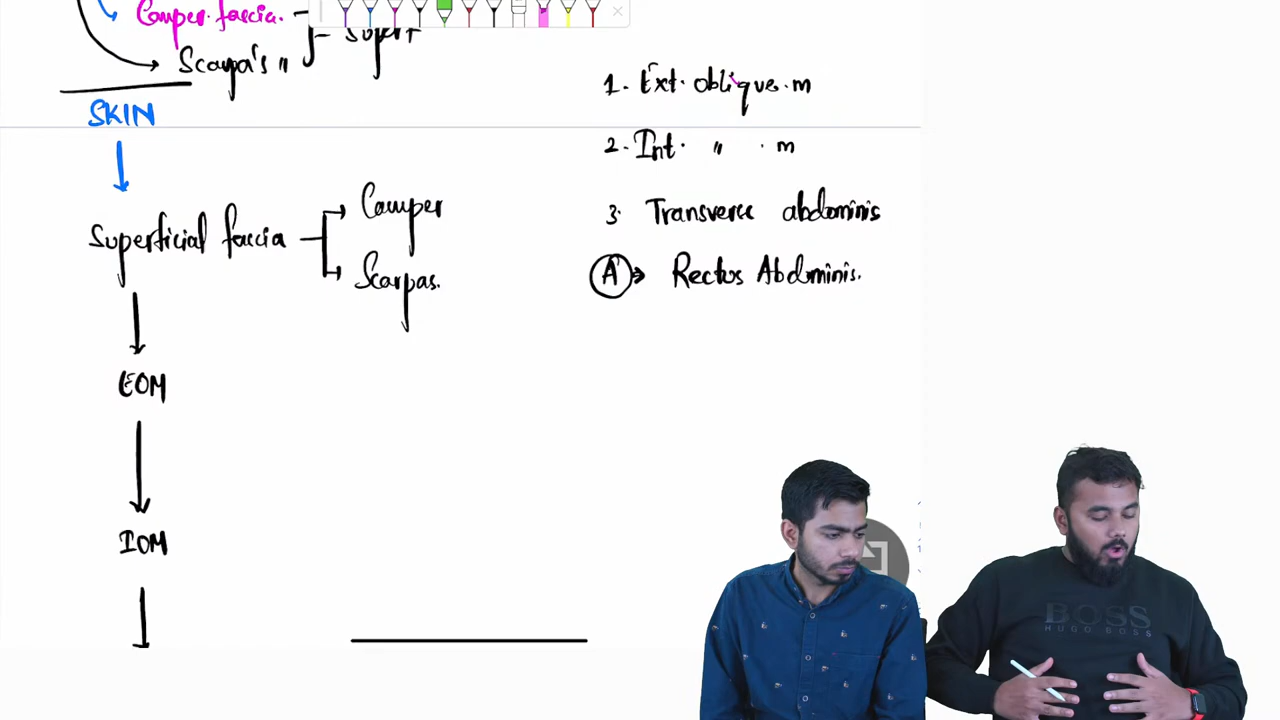 Camper fascia.
Scarpa's "
SKIN
Superficial fascia
Camper
Scarpas.
EOM
IOM
1. Ext. oblique. m
2. Int. " . m
3. Transverse abdominis
A → Rectus Abdominis.
BOSS
HUGO BOSS